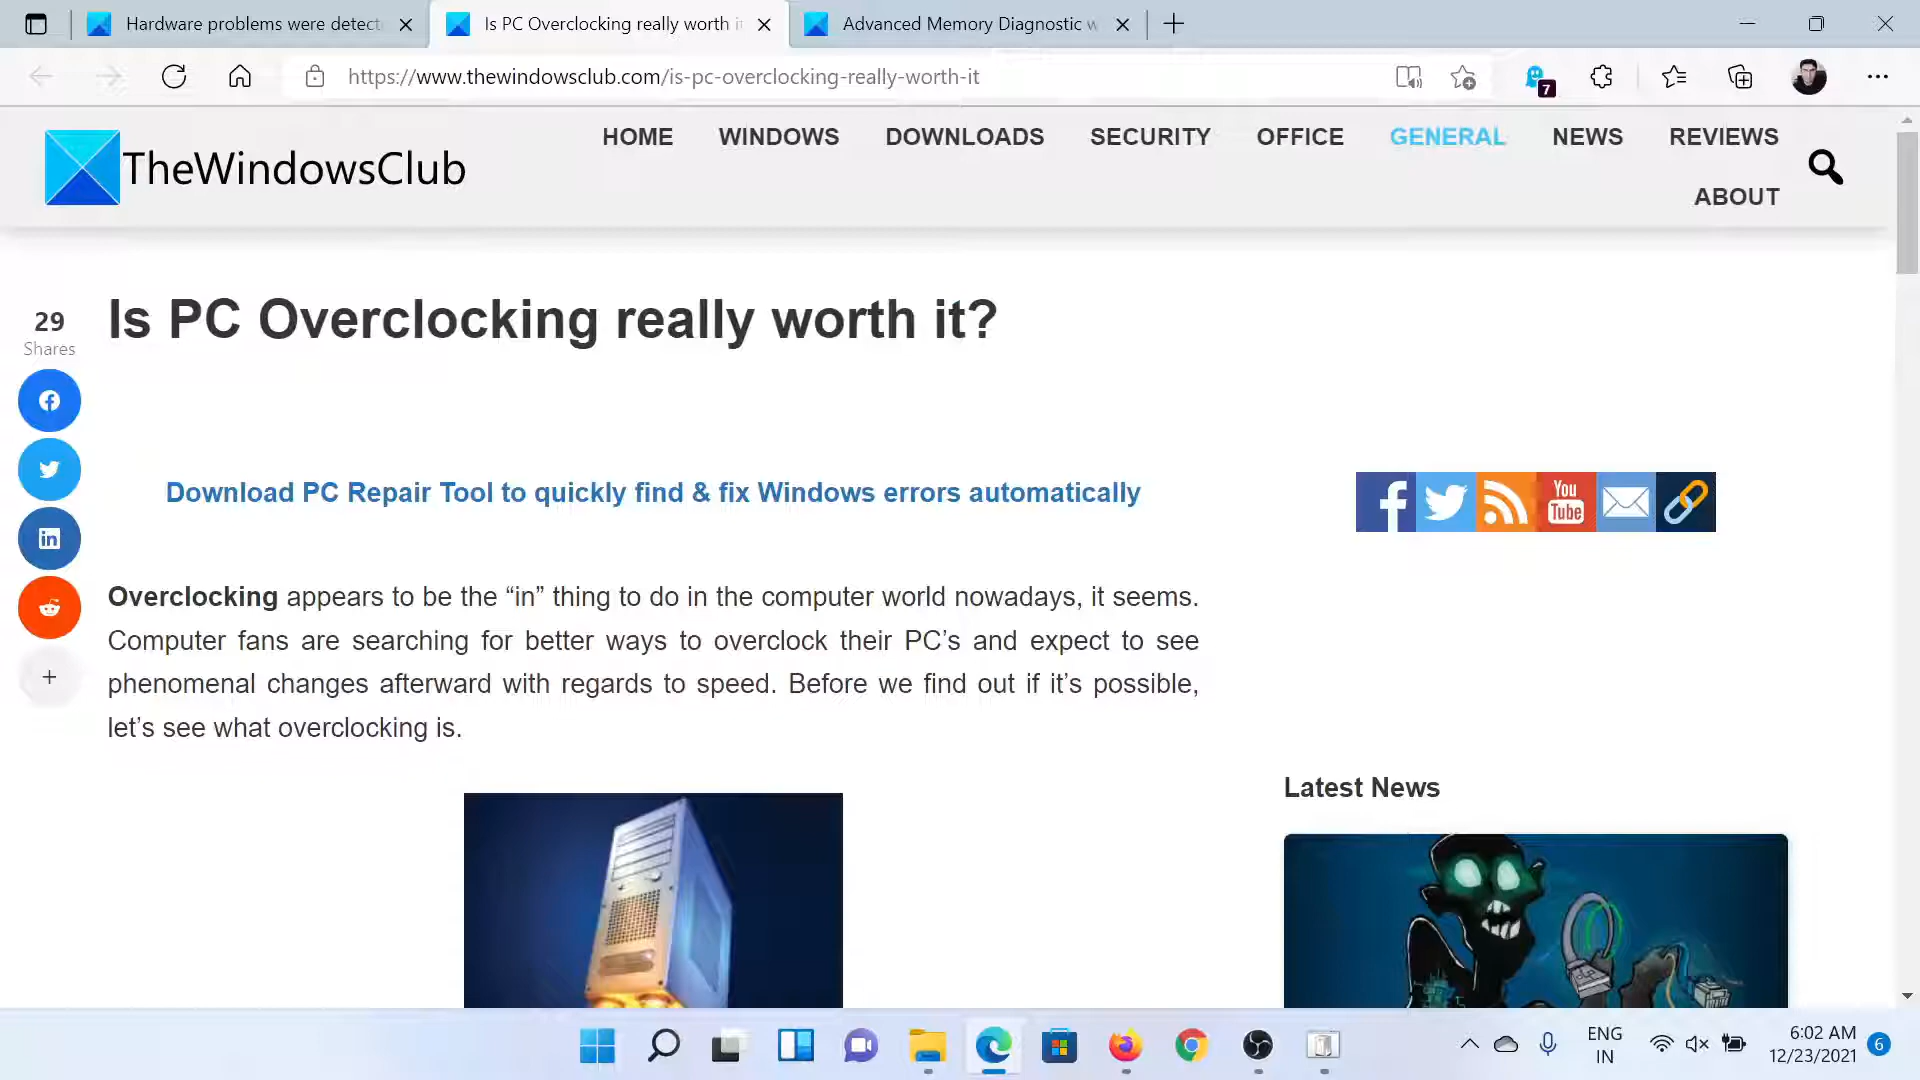 Hardware problems were detect
Is PC Overclocking really worth it
Advanced Memory Diagnostic w
https://www.thewindowsclub.com/is-pc-overclocking-really-worth-it
7
TheWindowsClub
HOME WINDOWS DOWNLOADS SECURITY OFFICE GENERAL NEWS REVIEWS
ABOUT
Is PC Overclocking really worth it?
29
Shares
Download PC Repair Tool to quickly find & fix Windows errors automatically
You
Tube
Overclocking appears to be the “in” thing to do in the computer world nowadays, it seems.
Computer fans are searching for better ways to overclock their PC’s and expect to see
phenomenal changes afterward with regards to speed. Before we find out if it’s possible,
let’s see what overclocking is.
Latest News
ENG
IN
6:02 AM
12/23/2021
6